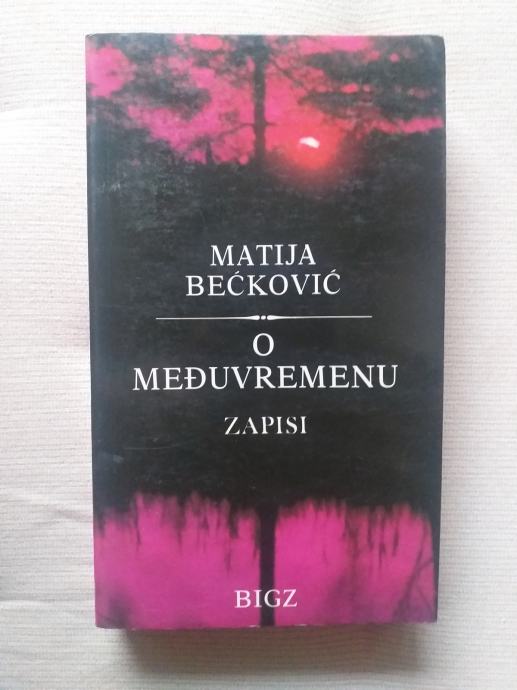 MATIJA
BEĆKOVIĆ
O
MEĐUVREMENU
ZAPISI
BIGZ